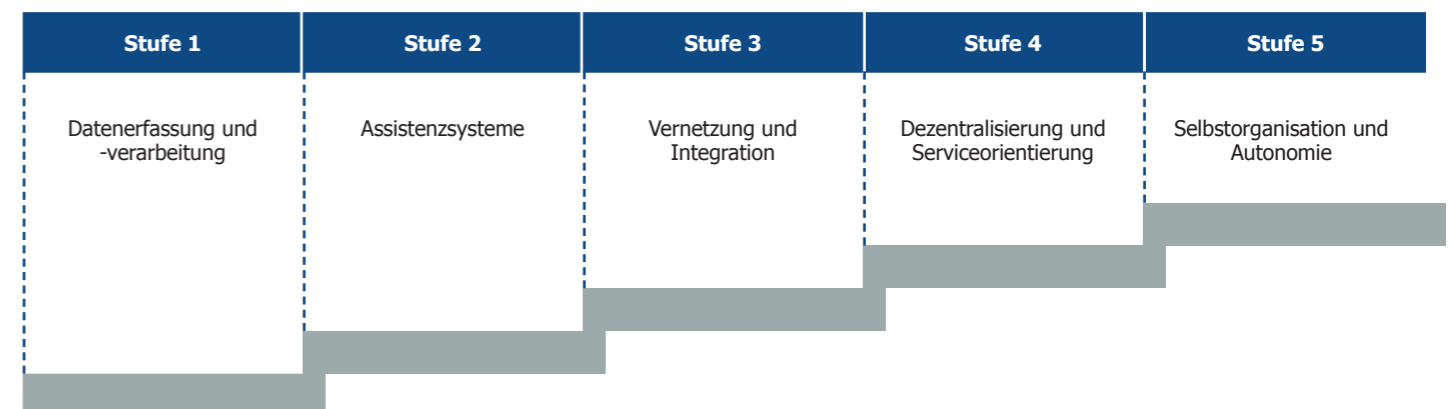 Stufe 1
Stufe 2
Stufe 3
Stufe 4
Stufe 5
Datenerfassung und
-verarbeitung
Assistenzsysteme
Vernetzung und
Integration
Dezentralisierung und
Serviceorientierung
Selbstorganisation und
Autonomie